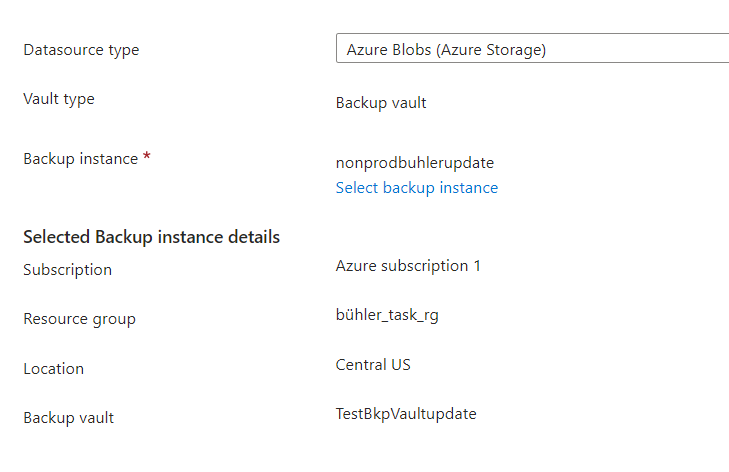 Datasource type
Azure Blobs (Azure Storage)
Vault type
Backup vault
Backup instance *
nonprodbuhlerupdate
Select backup instance
Selected Backup instance details
Subscription
Azure subscription 1
Resource group
bühler_task_rg
Location
Central US
Backup vault
TestBkpVaultupdate